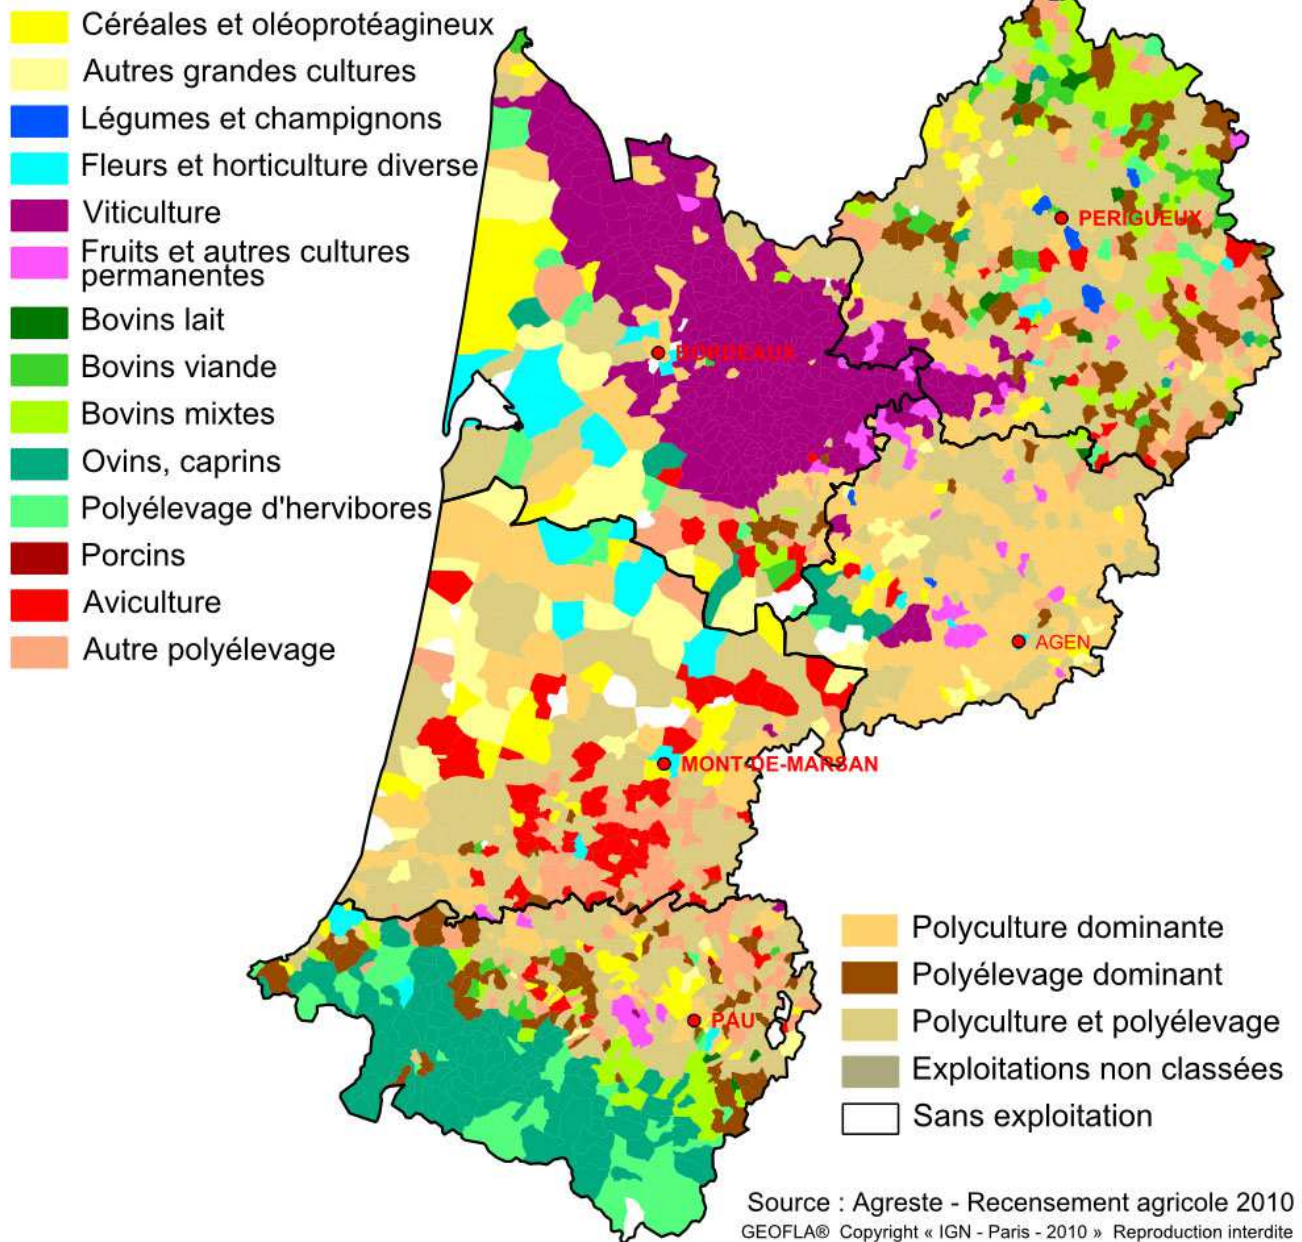 Céréales et oléoprotéagineux
Autres grandes cultures
Légumes et champignons
Fleurs et horticulture diverse
Viticulture
Fruits et autres cultures
permanentes
Bovins lait
Bovins viande
Bovins mixtes
Ovins, caprins
Polyélevage d'hervibores
Porcins
Aviculture
Autre polyélevage
PERIGUEUX
BORDEAUX
AGEN
MONT-DE-MARSAN
PAU
Polyculture dominante
Polyélevage dominant
Polyculture et polyélevage
Exploitations non classées
Sans exploitation
Source : Agreste - Recensement agricole 2010
GEOFLA® Copyright « IGN - Paris - 2010 » Reproduction interdite